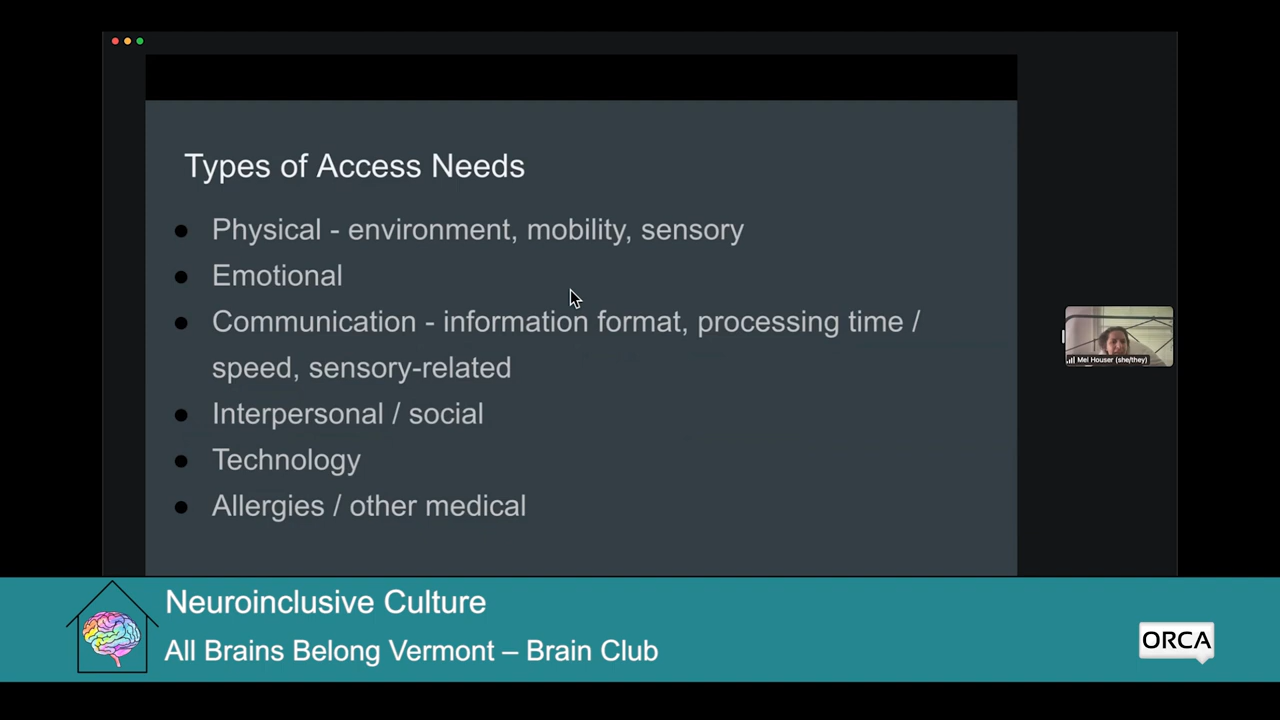 Types of Access Needs
● Physical - environment, mobility, sensory
● Emotional
● Communication - information format, processing time /
speed, sensory-related
● Interpersonal / social
● Technology
● Allergies / other medical
Mel Houser (she/they)
Neuroinclusive Culture
All Brains Belong Vermont – Brain Club
ORCA